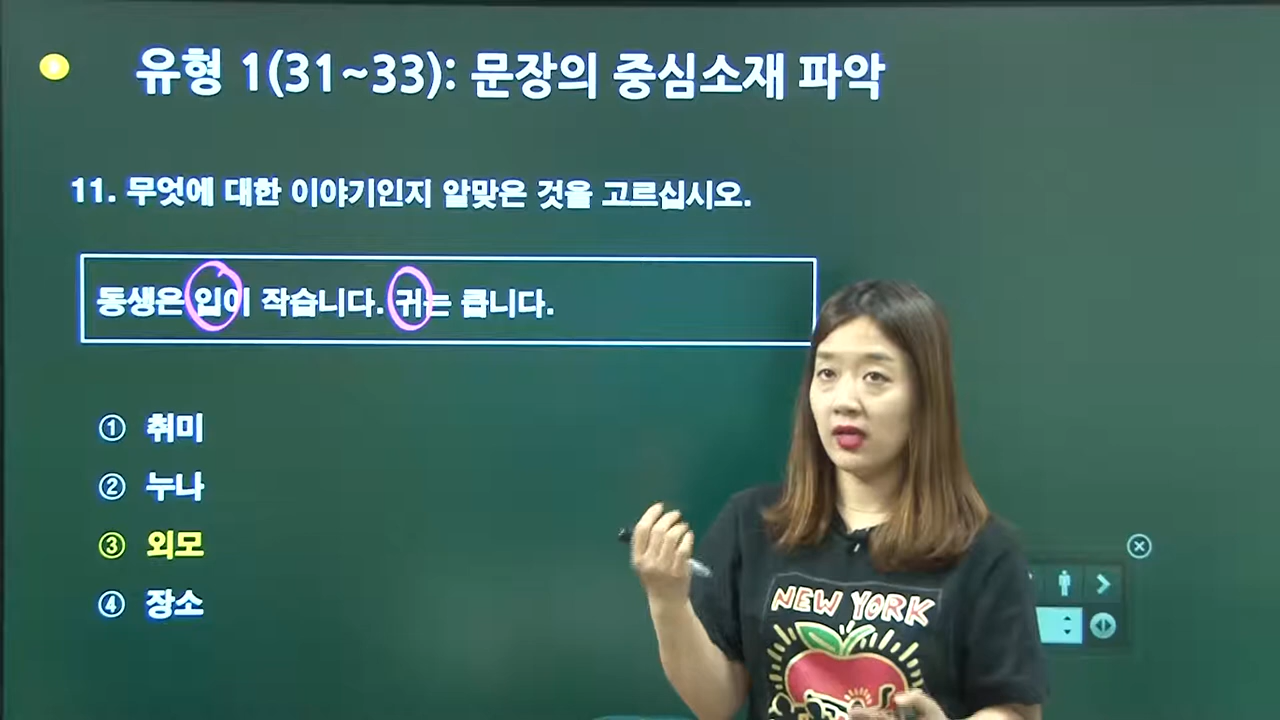 유형 1(31~33): 문장의 중심소재 파악
11. 무엇에 대한 이야기인지 알맞은 것을 고르십시오.
동생은 입이 작습니다. 귀는 큽니다.
① 취미
② 누나
③ 외모
④ 장소
NEW YORK